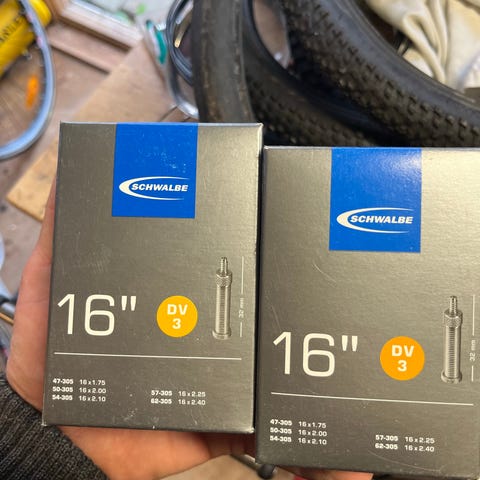 SCHWALBE
16"
DV
3
32 mm
47-305 16 x 1.75
50-305 16 x 2.00
54-305 16 x 2.10
57-305 16 x 2.25
62-305 16 x 2.40
SCHWALBE
16"
DV
3
32 mm
47-305 16 x 1.75
50-305 16 x 2.00
54-305 16 x 2.10
57-305 16 x 2.25
62-305 16 x 2.40